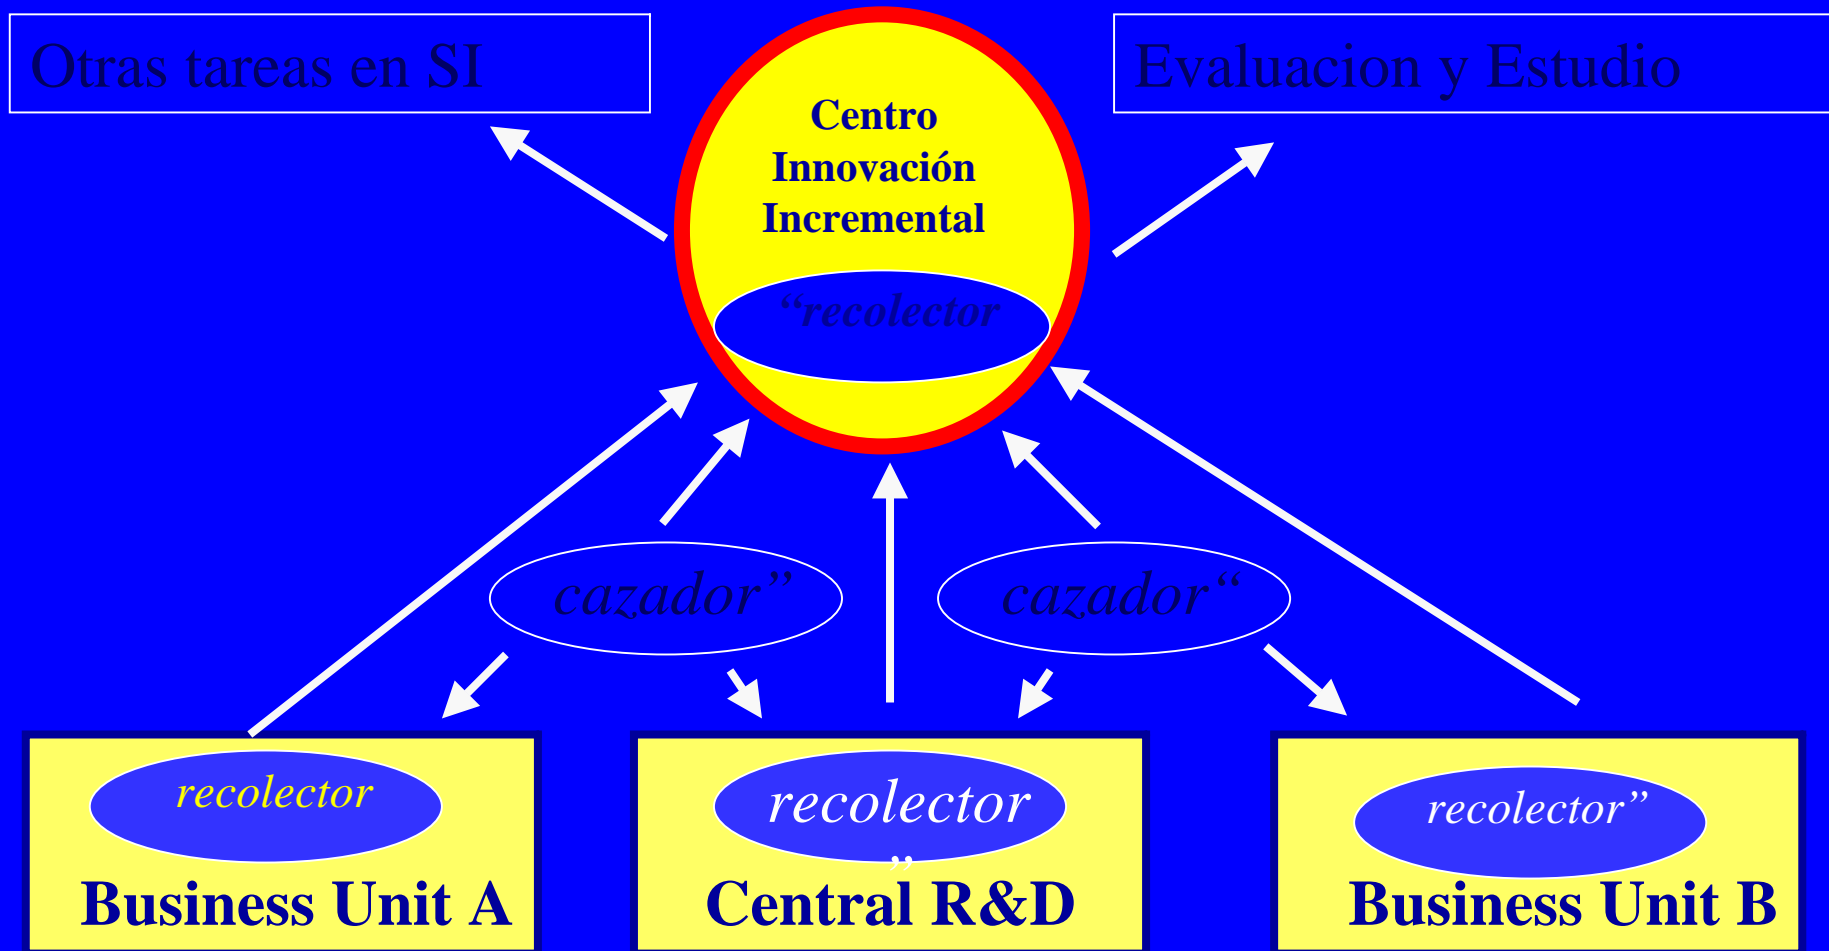 Otras tareas en SI
Evaluacion y Estudio
Centro
Innovación
Incremental
“recolector
cazador”
cazador“
recolector
recolector
”
recolector”
Business Unit A
Central R&D
Business Unit B